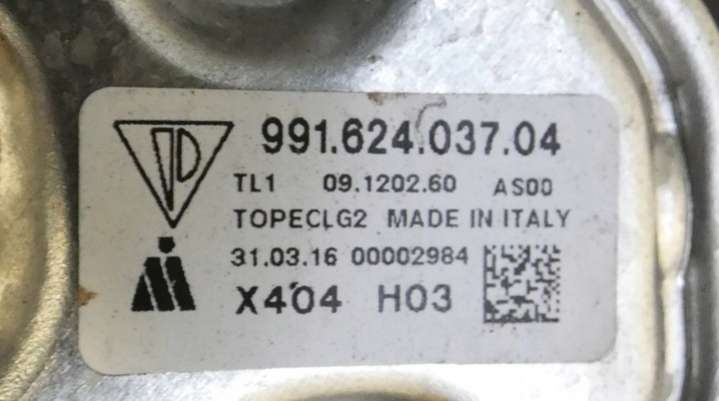 991.624.037.04
TL1 09.1202.60 AS00
TOPECLG2 MADE IN ITALY
31.03.16 00002984
X404 H03